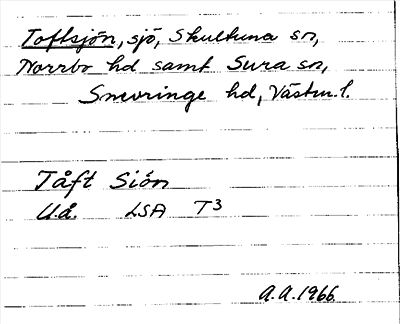 Toftsjön, sjö, Skultuna sn,
Norrbo hd samt Sura sn,
Snevringe hd, Västm.l.
Tåft Siön
U.å. LSA T3
A.A.1966